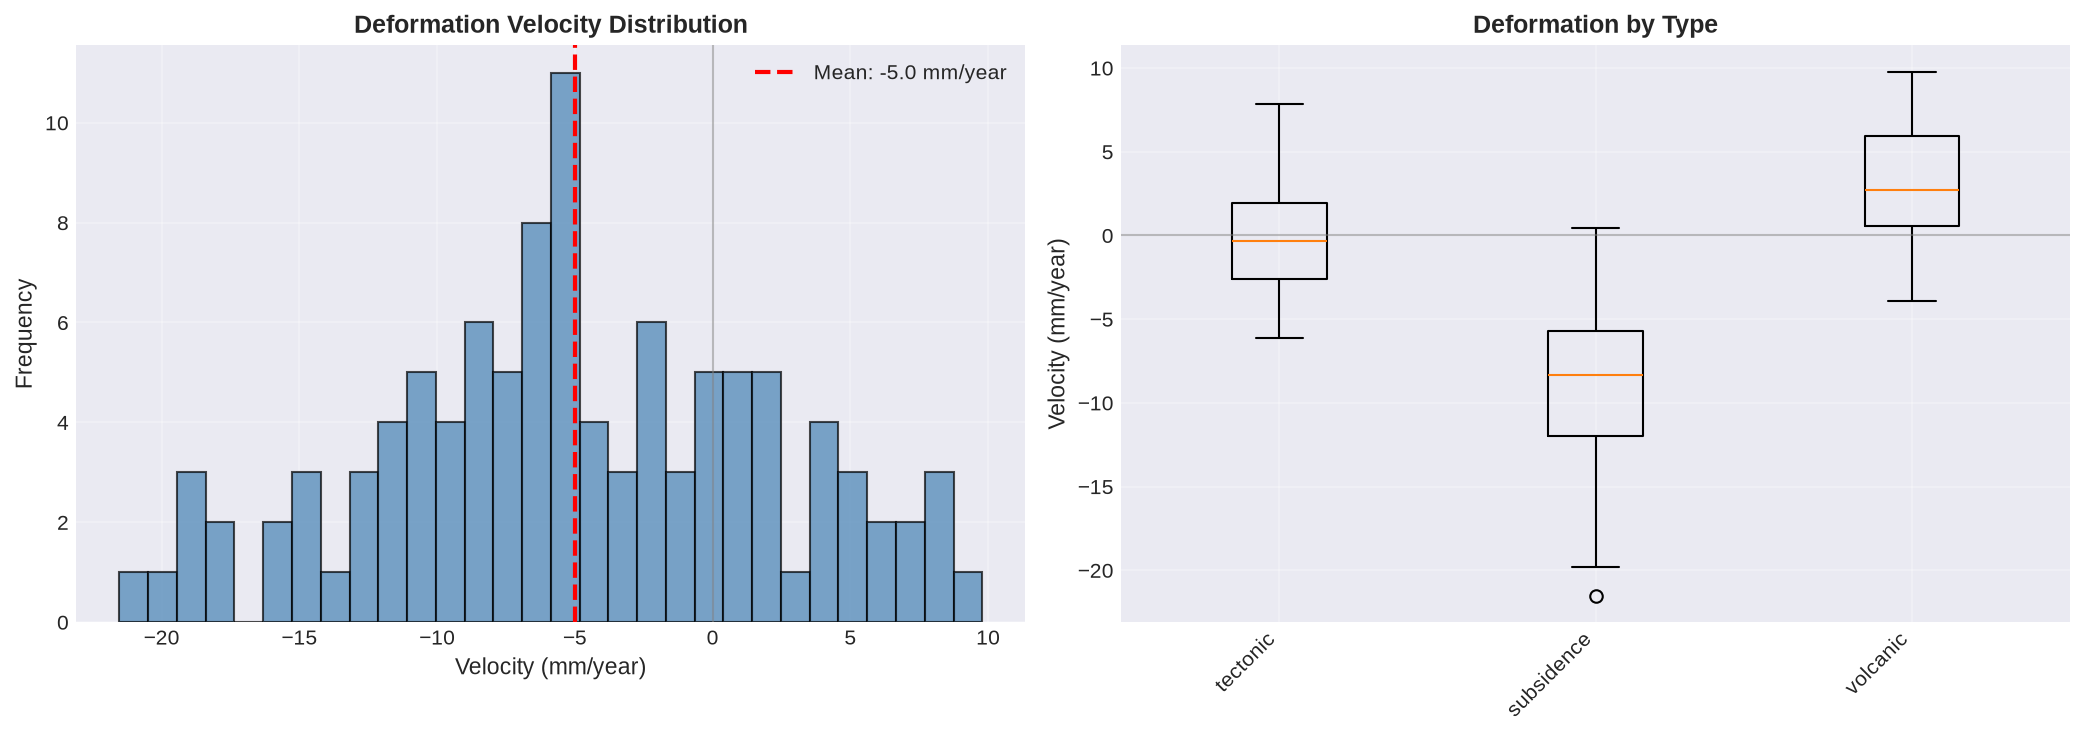 Deformation Velocity Distribution
Mean: -5.0 mm/year
Frequency
10
8
6
4
2
0
−20 −15 −10 −5 0 5 10
Velocity (mm/year)
Deformation by Type
Velocity (mm/year)
10
5
0
−5
−10
−15
−20
tectonic
subsidence
volcanic